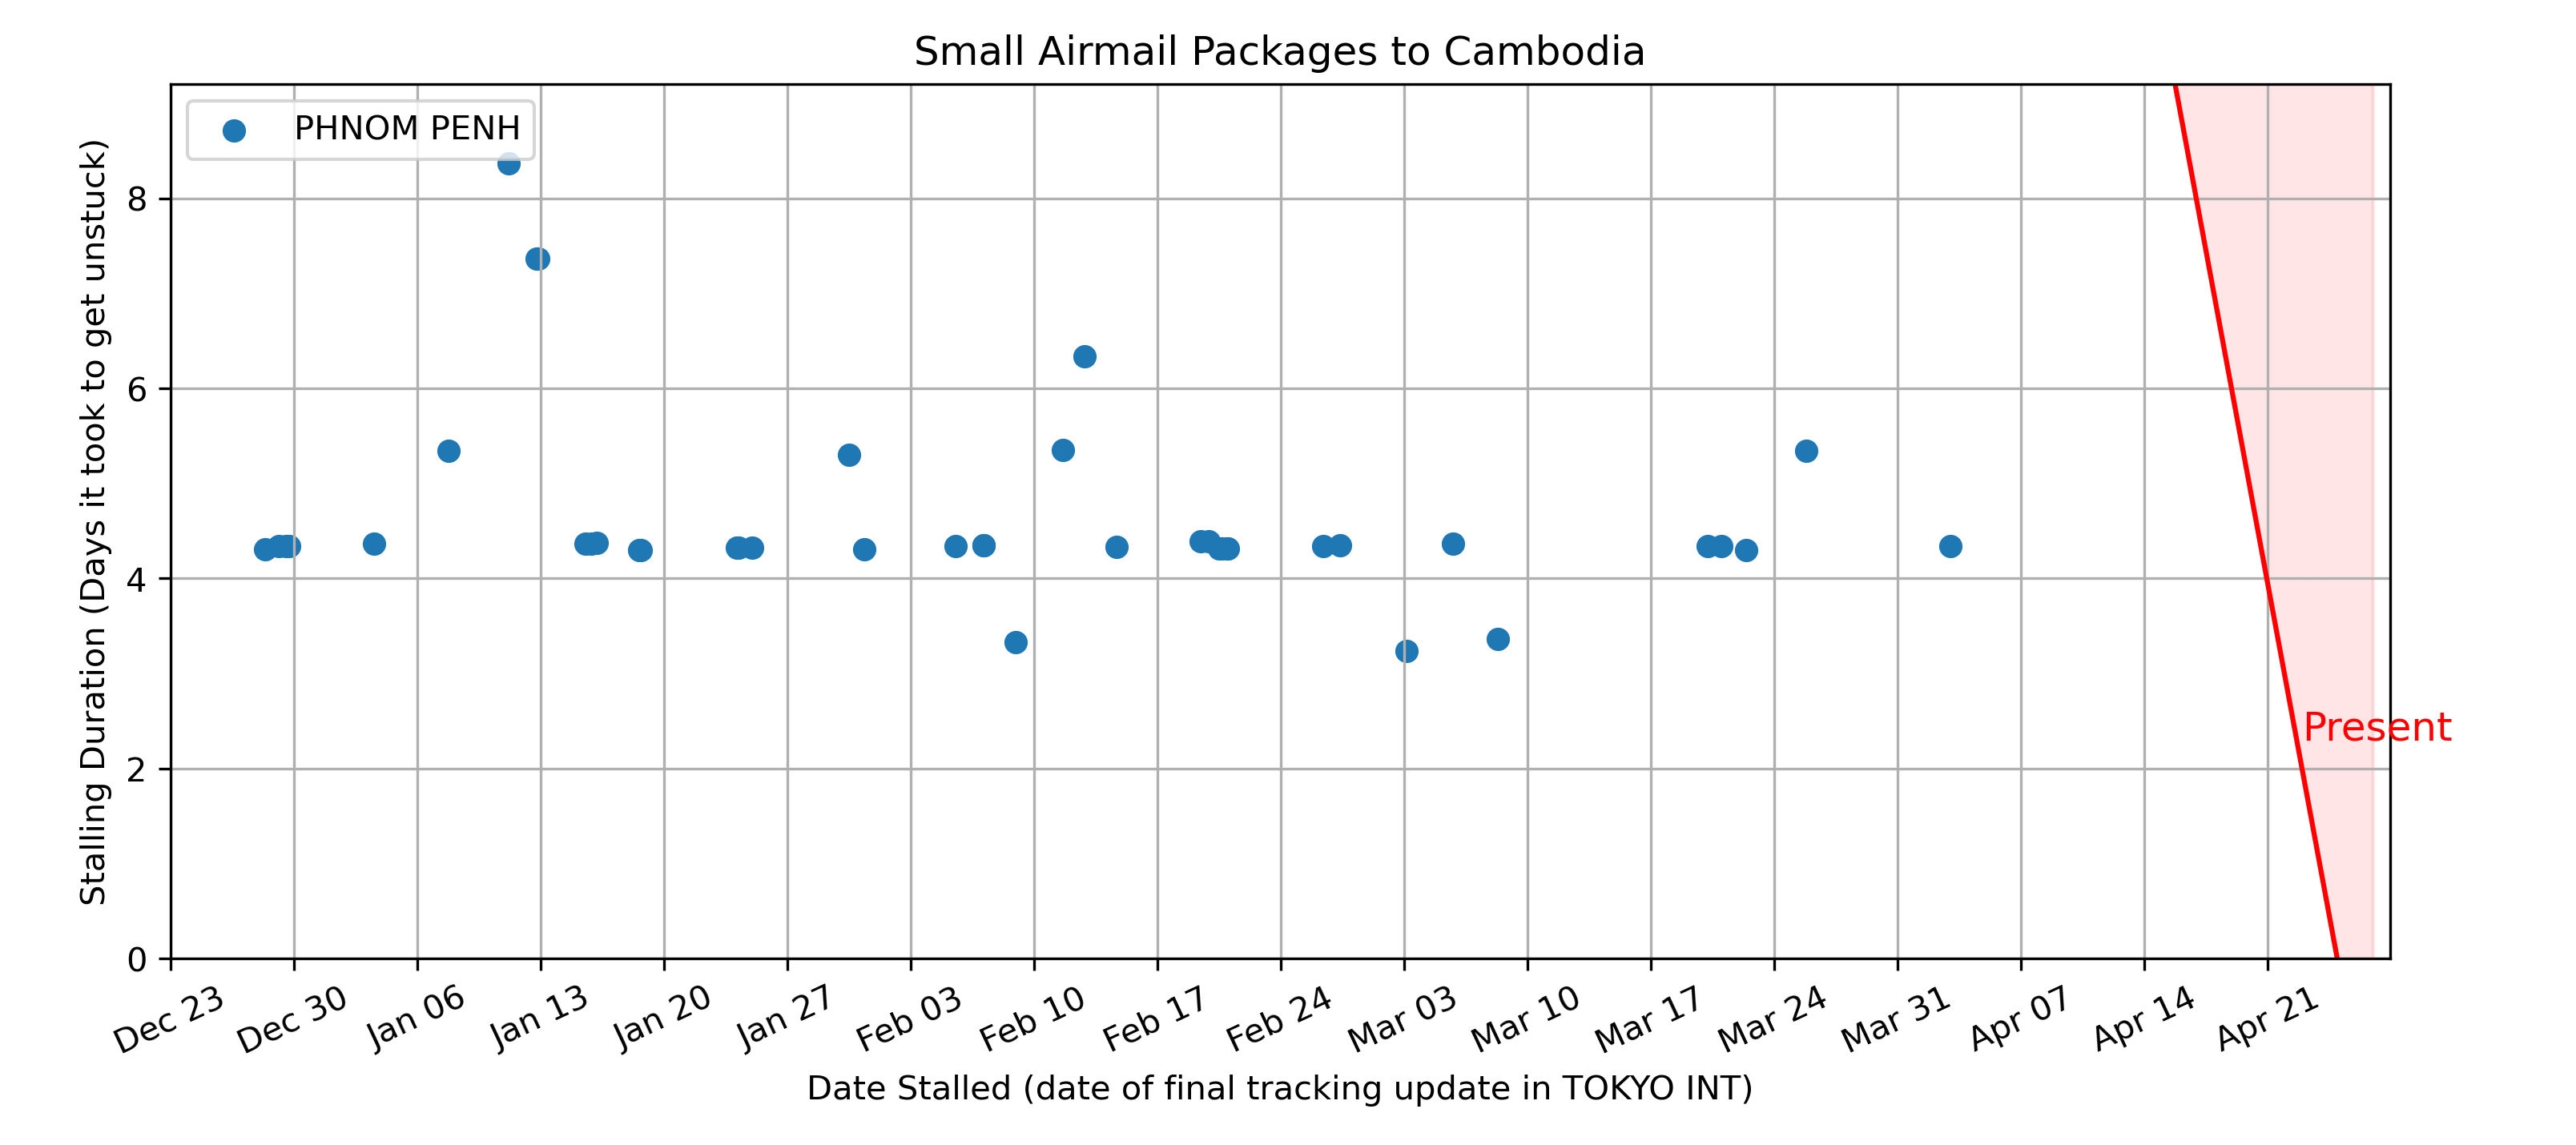 Small Airmail Packages to Cambodia
PHNOM PENH
Stalling Duration (Days it took to get unstuck)
8
6
4
2
0
Present
Dec 23
Dec 30
Jan 06
Jan 13
Jan 20
Jan 27
Feb 03
Feb 10
Feb 17
Feb 24
Mar 03
Mar 10
Mar 17
Mar 24
Mar 31
Apr 07
Apr 14
Apr 21
Date Stalled (date of final tracking update in TOKYO INT)